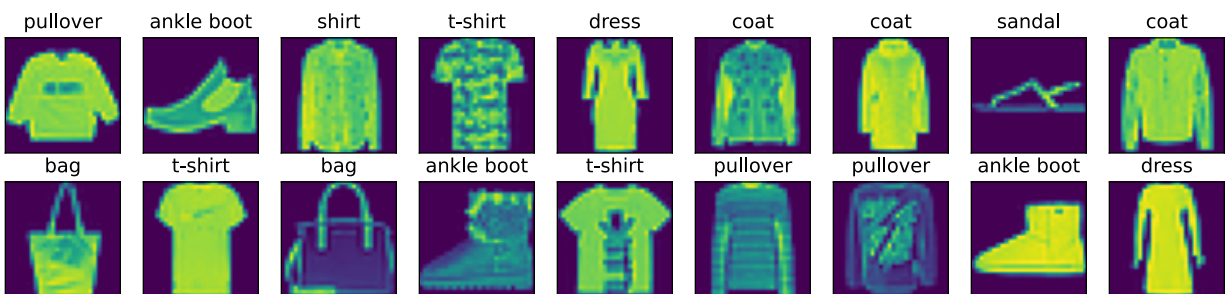 pullover ankle boot shirt t-shirt dress coat coat sandal coat
bag t-shirt bag ankle boot t-shirt pullover pullover ankle boot dress